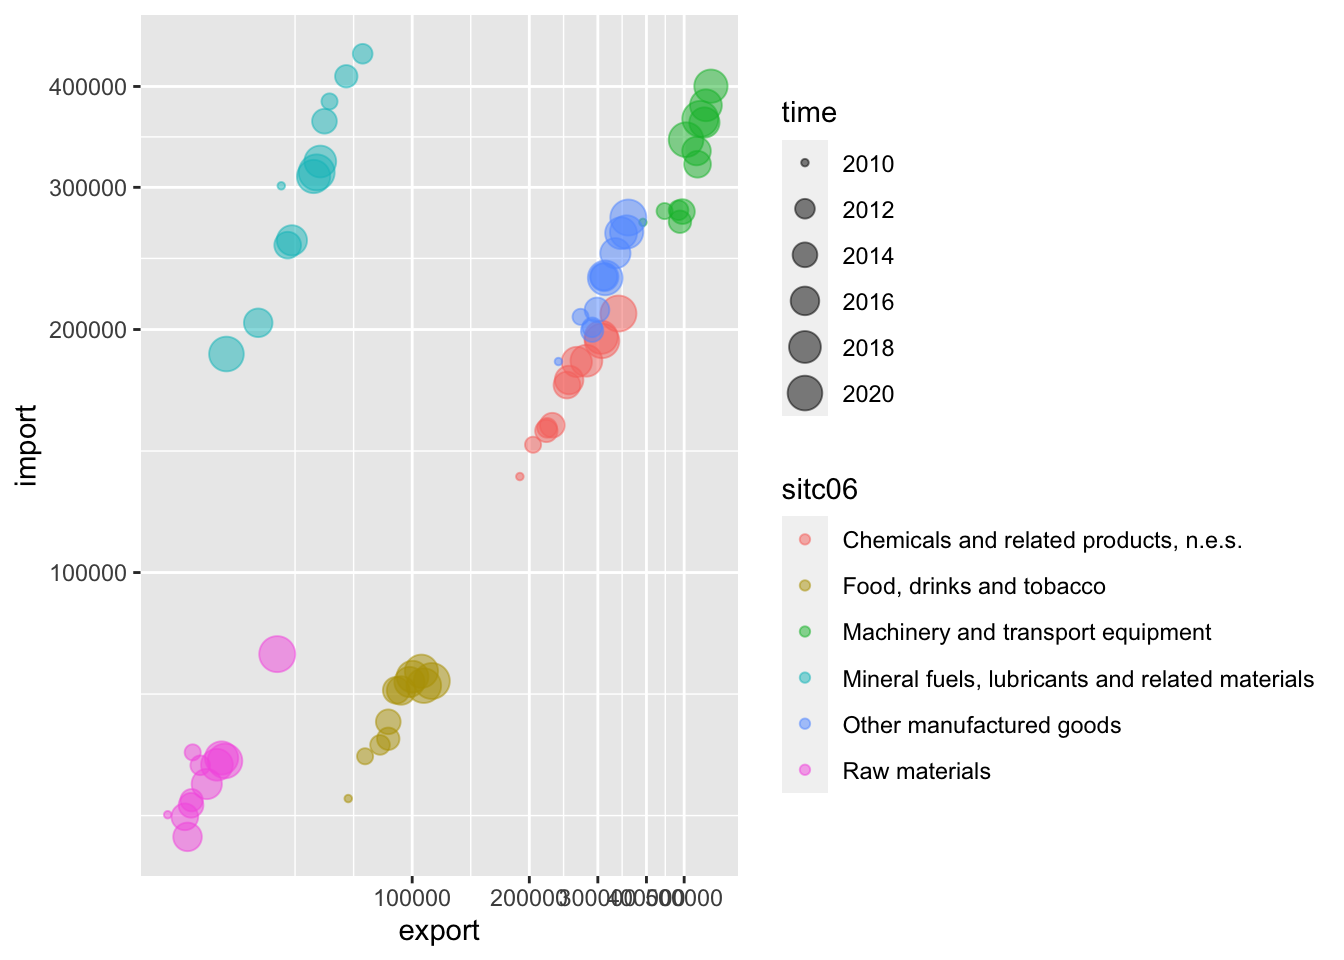 400000
300000
200000
100000
import
100000 200000 300000 400000 500000
export
time
2010
2012
2014
2016
2018
2020
sitc06
Chemicals and related products, n.e.s.
Food, drinks and tobacco
Machinery and transport equipment
Mineral fuels, lubricants and related materials
Other manufactured goods
Raw materials